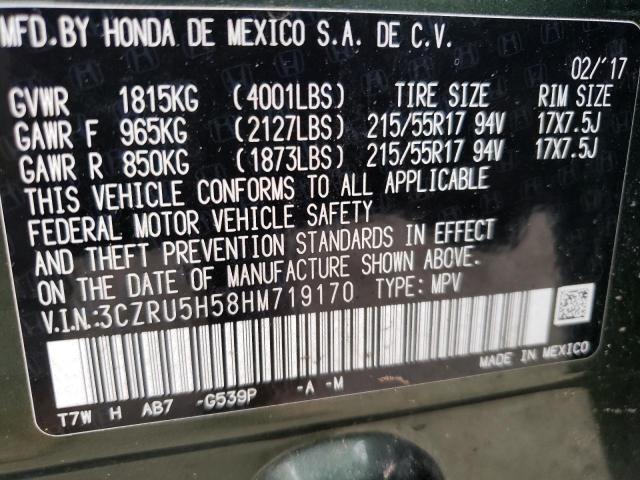 MFD.BY HONDA DE MEXICO S.A. DE C.V.
02/'17
GVWR 1815KG (4001LBS) TIRE SIZE RIM SIZE
GAWR F 965KG (2127LBS) 215/55R17 94V 17X7.5J
GAWR R 850KG (1873LBS) 215/55R17 94V 17X7.5J
THIS VEHICLE CONFORMS TO ALL APPLICABLE
FEDERAL MOTOR VEHICLE SAFETY
AND THEFT PREVENTION STANDARDS IN EFFECT
ON THE DATE OF MANUFACTURE SHOWN ABOVE.
V.I.N:3CZRU5H58HM719170 TYPE: MPV
MADE IN MEXICO
T7W H AB7 -G539P -A -M